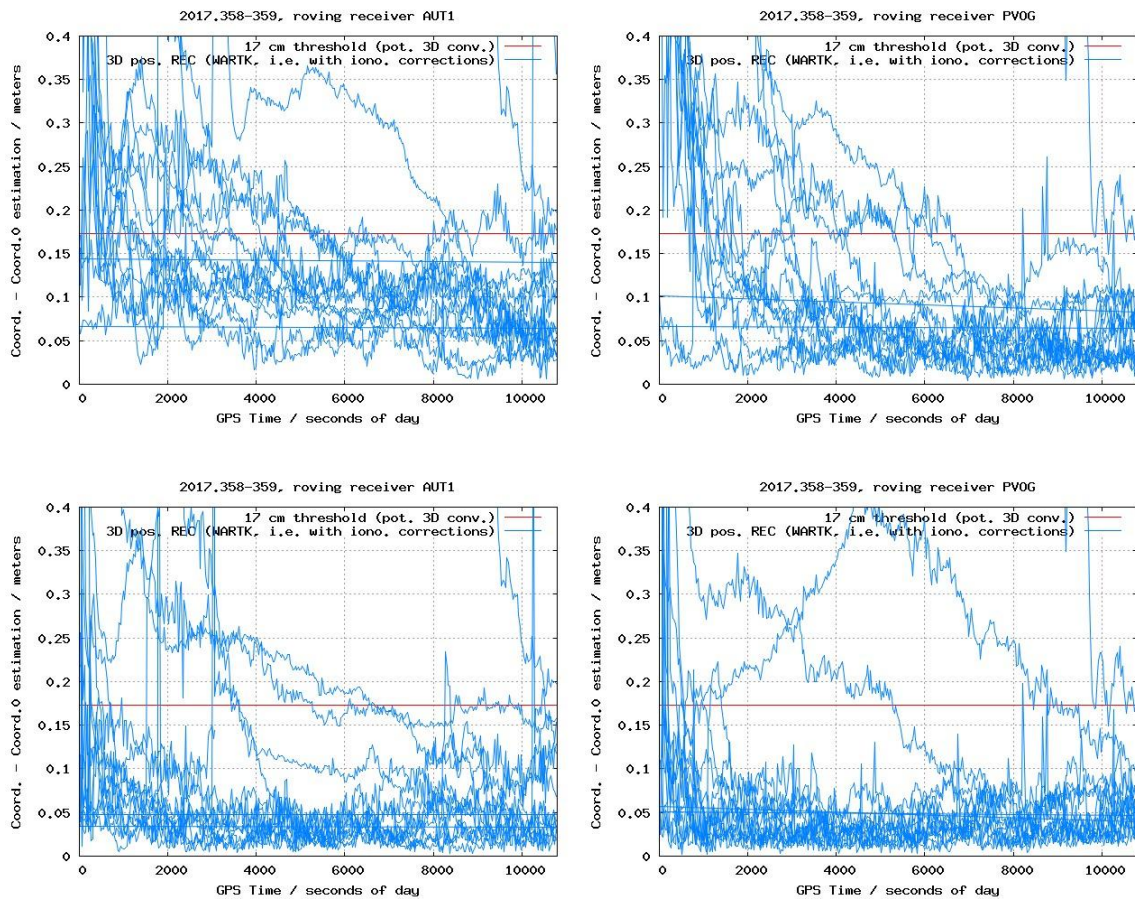 2017.358-359, roving receiver AUT1
17 cm threshold (pot. 3D conv.)
3D pos. REC (WARTK, i.e. with iono. corrections)
Coord. - Coord.0 estimation / meters
0.4
0.35
0.3
0.25
0.2
0.15
0.1
0.05
0
0 2000 4000 6000 8000 10000
GPS Time / seconds of day
2017.358-359, roving receiver PVOG
17 cm threshold (pot. 3D conv.)
3D pos. REC (WARTK, i.e. with iono. corrections)
Coord. - Coord.0 estimation / meters
0.4
0.35
0.3
0.25
0.2
0.15
0.1
0.05
0
0 2000 4000 6000 8000 10000
GPS Time / seconds of day
2017.358-359, roving receiver AUT1
17 cm threshold (pot. 3D conv.)
3D pos. REC (WARTK, i.e. with iono. corrections)
Coord. - Coord.0 estimation / meters
0.4
0.35
0.3
0.25
0.2
0.15
0.1
0.05
0
0 2000 4000 6000 8000 10000
GPS Time / seconds of day
2017.358-359, roving receiver PVOG
17 cm threshold (pot. 3D conv.)
3D pos. REC (WARTK, i.e. with iono. corrections)
Coord. - Coord.0 estimation / meters
0.4
0.35
0.3
0.25
0.2
0.15
0.1
0.05
0
0 2000 4000 6000 8000 10000
GPS Time / seconds of day